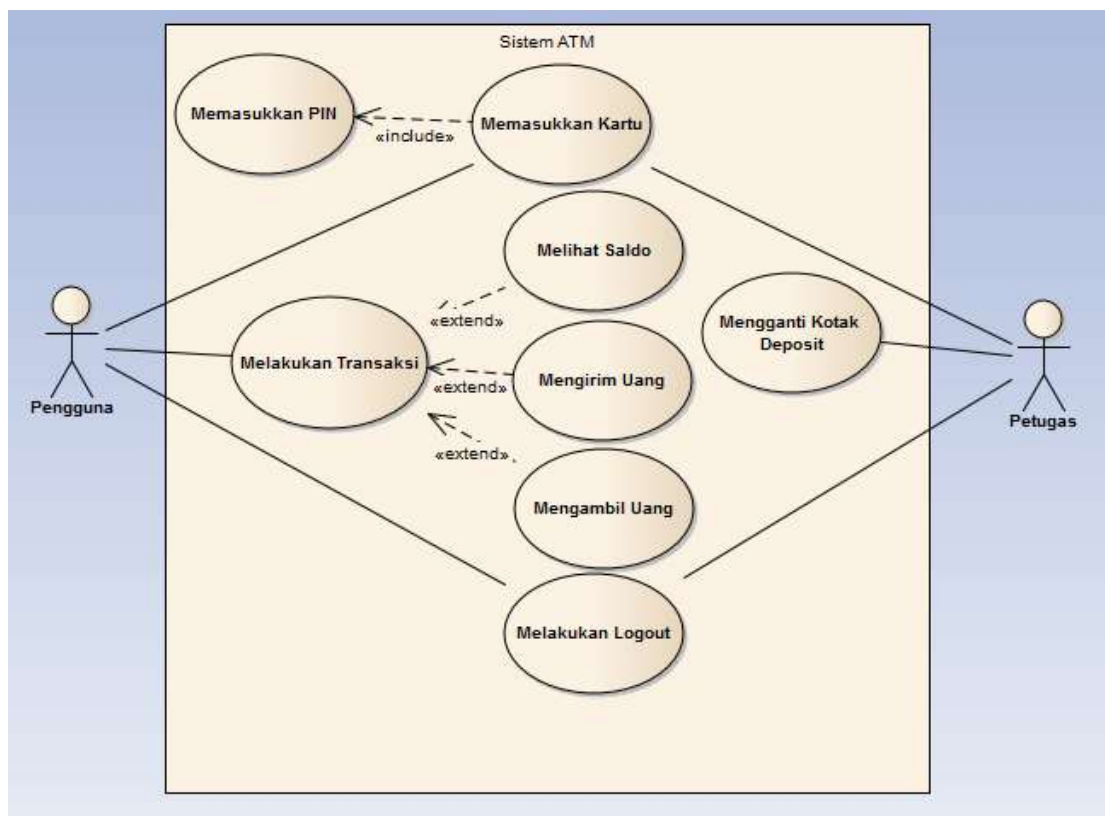 Sistem ATM
Memasukkan PIN
«include»
Memasukkan Kartu
Melihat Saldo
«extend»
Melakukan Transaksi
«extend»
Mengirim Uang
«extend»
Mengambil Uang
Melakukan Logout
Mengganti Kotak
Deposit
Pengguna
Petugas